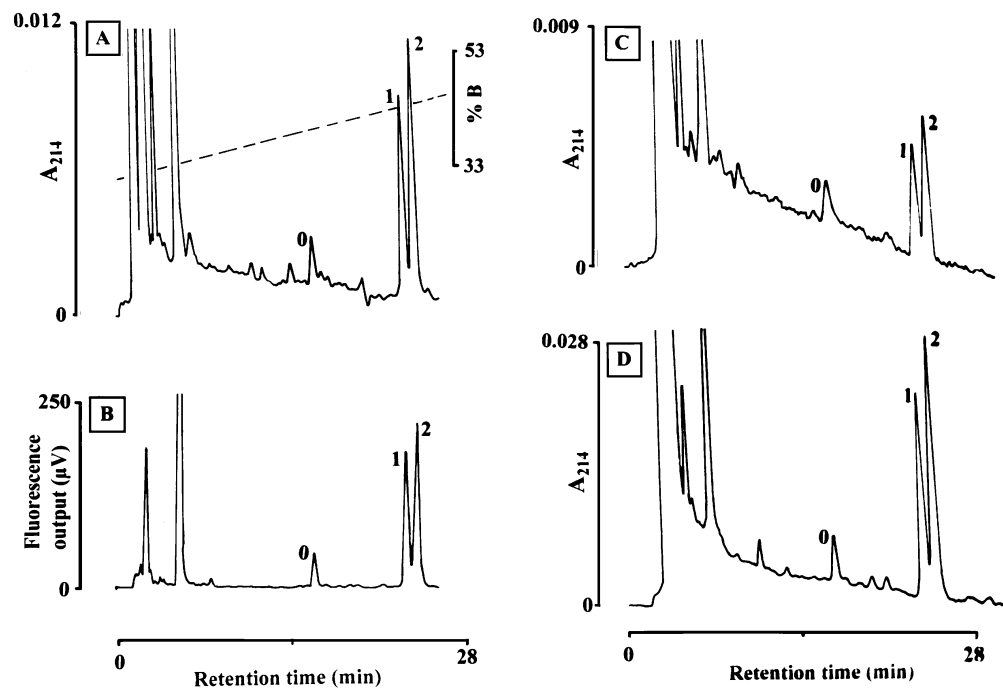 0.012
A
2
1
53
% B
33
A214
0
0
0.009
C
2
1
0
A214
0
250
B
Fluorescence
output (µV)
2
1
0
0
0
28
Retention time (min)
0.028
D
2
1
A214
0
0
0
28
Retention time (min)